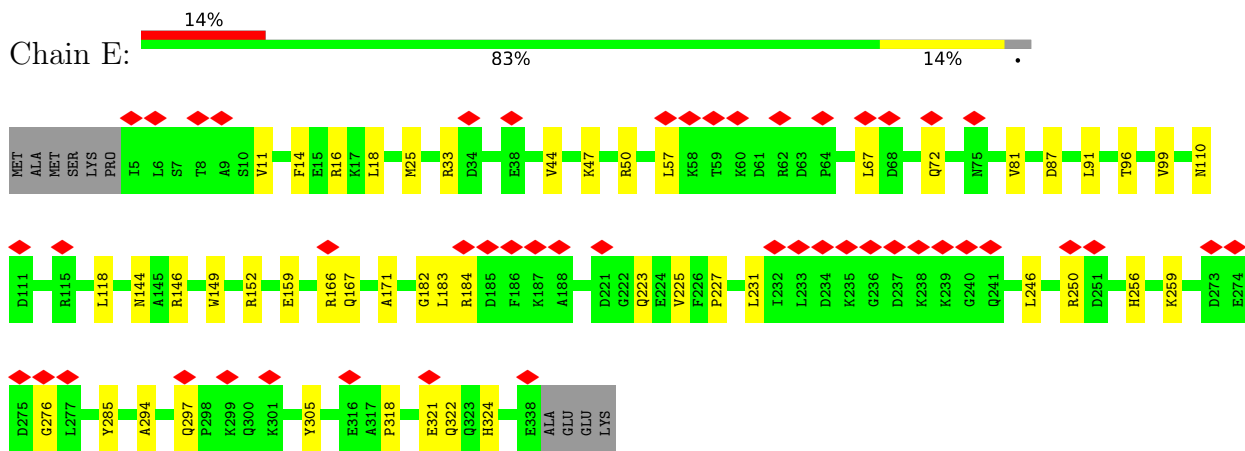 14%
Chain E:
83% 14% •
MET ALA MET SER LYS PRO I5 L6 S7 T8 A9 S10 V11 F14 E15 R16 K17 L18 M25 R33 D34 E38 V44 K47 R50 L57 K58 T59 K60 D61 R62 D63 P64 L67 D68 Q72 N75 V81 D87 L91 T96 V99 N110
D111 R115 L118 N144 A145 R146 W149 R152 E159 R166 Q167 A171 G182 L183 R184 D185 F186 K187 A188 D221 G222 Q223 E224 V225 F226 P227 L231 I232 L233 D234 K235 G236 D237 K238 K239 G240 Q241 L246 R250 D251 H256 K259 D273 E274
D275 G276 L277 Y285 A294 Q297 P298 K299 Q300 K301 Y305 E316 A317 P318 E321 Q322 Q323 H324 E338 ALA GLU GLU LYS